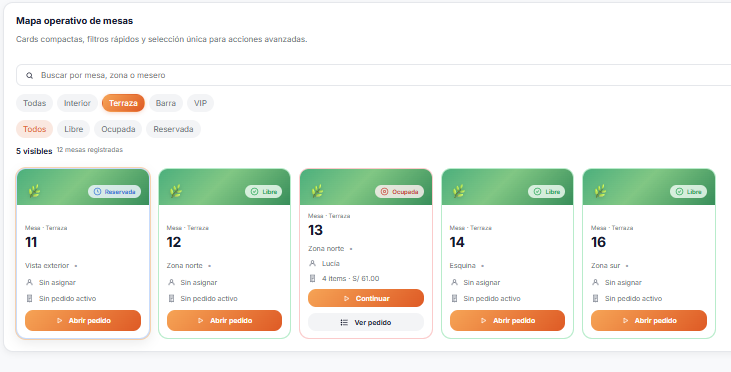 Mapa operativo de mesas
Cards compactas, filtros rápidos y selección única para acciones avanzadas.
Buscar por mesa, zona o mesero
Todas Interior Terraza Barra VIP
Todos Libre Ocupada Reservada
5 visibles 12 mesas registradas
Reservada
Mesa · Terraza
11
Vista exterior •
Sin asignar
Sin pedido activo
Abrir pedido
Libre
Mesa · Terraza
12
Zona norte •
Sin asignar
Sin pedido activo
Abrir pedido
Ocupada
Mesa · Terraza
13
Zona norte •
Lucía
4 items · S/ 61.00
Continuar
Ver pedido
Libre
Mesa · Terraza
14
Esquina •
Sin asignar
Sin pedido activo
Abrir pedido
Libre
Mesa · Terraza
16
Zona sur •
Sin asignar
Sin pedido activo
Abrir pedido